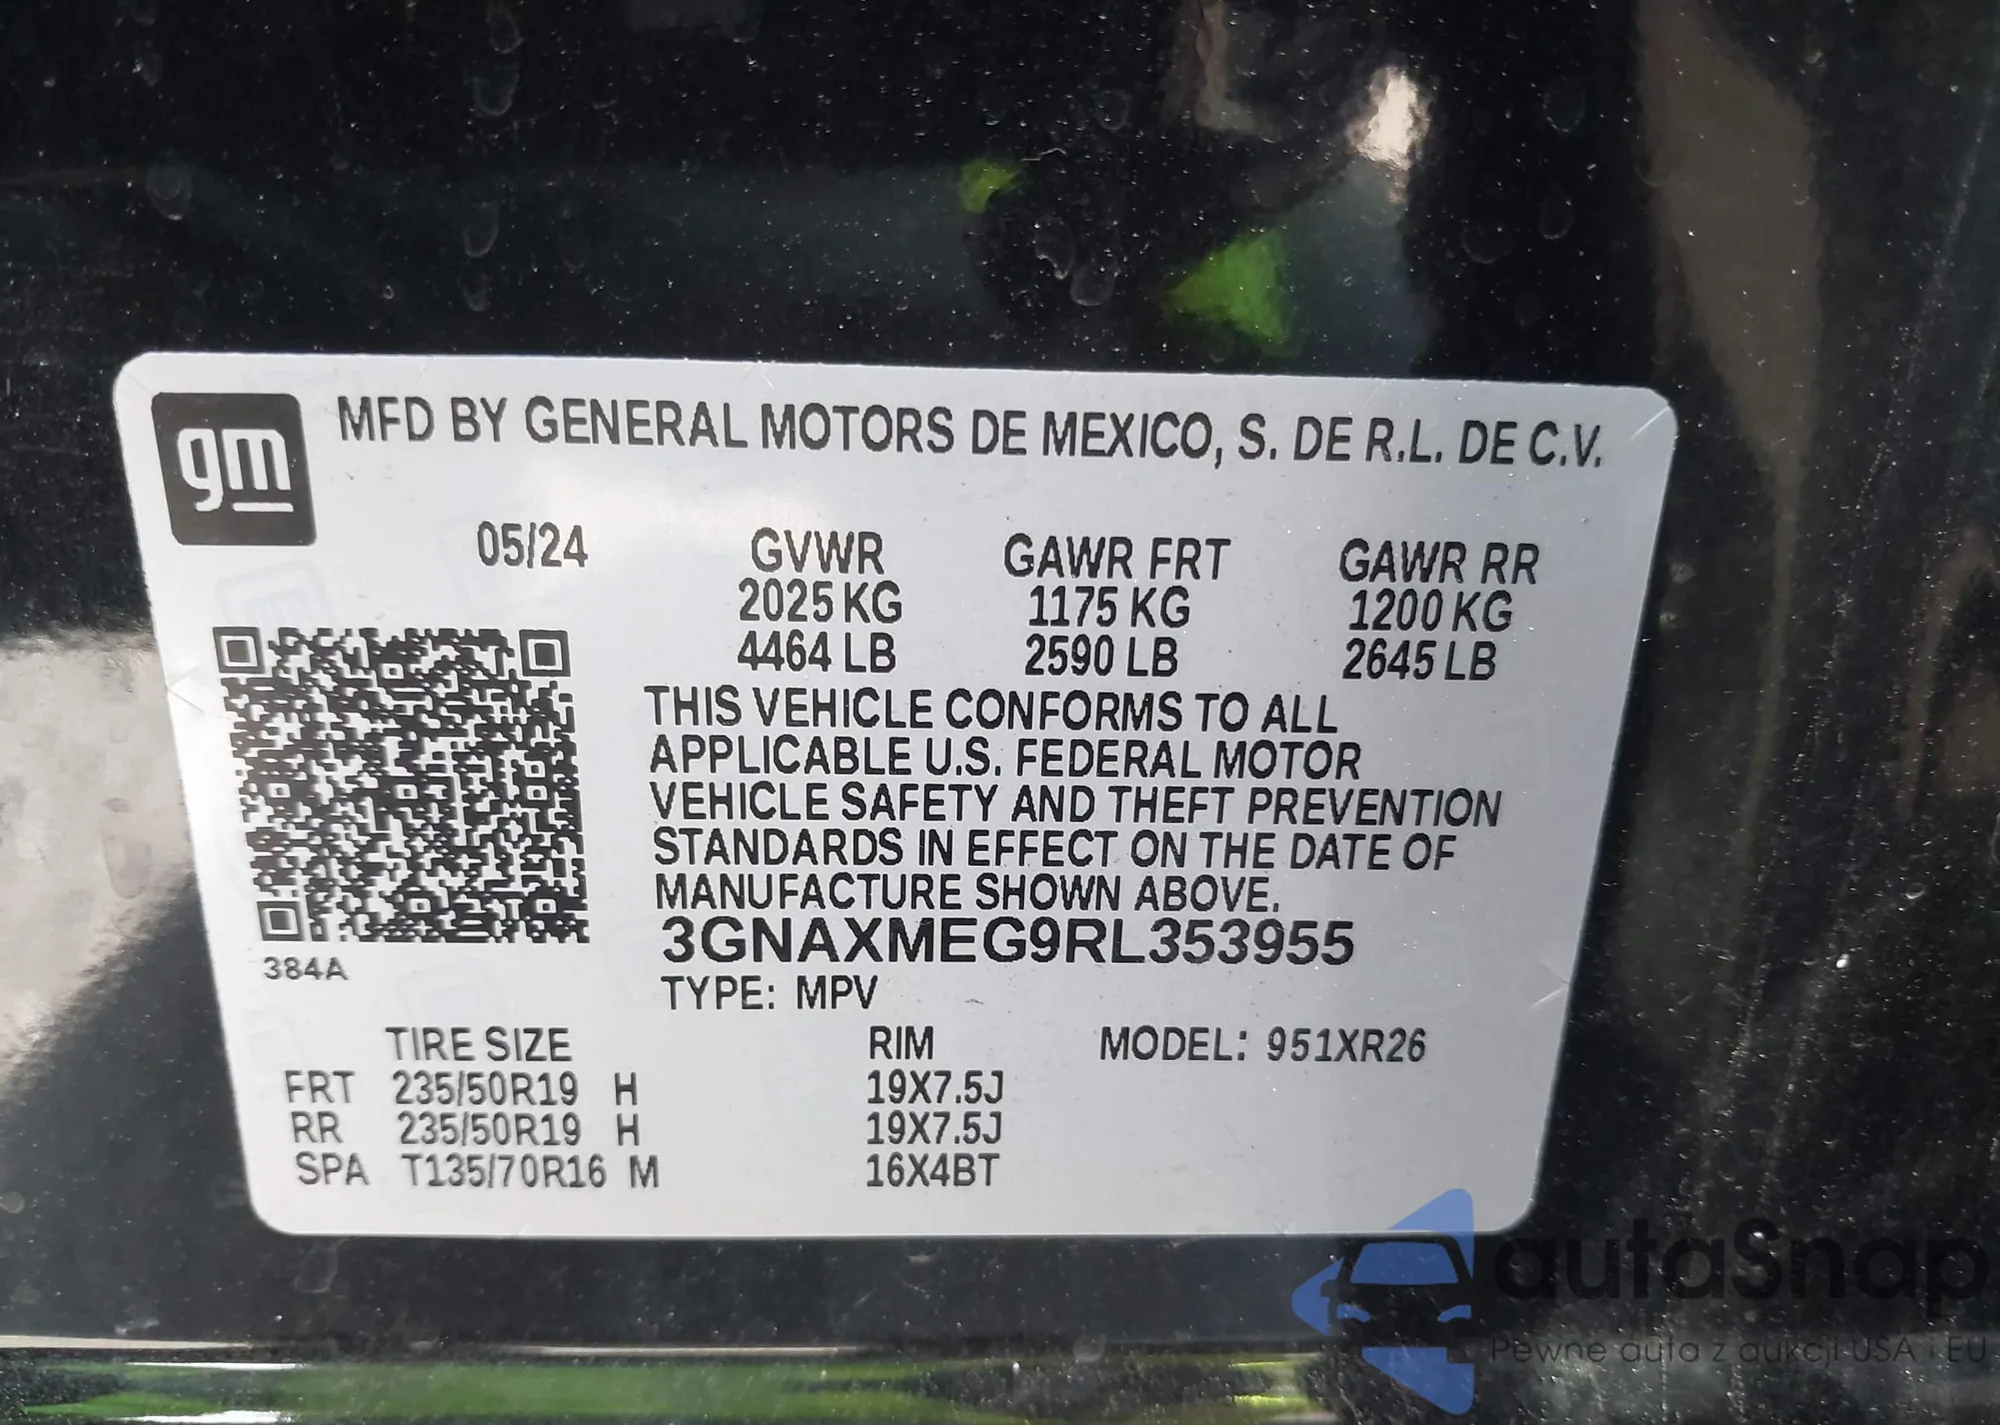 gm
MFD BY GENERAL MOTORS DE MEXICO, S. DE R.L. DE C.V.
05/24 GVWR GAWR FRT GAWR RR
2025 KG 1175 KG 1200 KG
4464 LB 2590 LB 2645 LB
THIS VEHICLE CONFORMS TO ALL
APPLICABLE U.S. FEDERAL MOTOR
VEHICLE SAFETY AND THEFT PREVENTION
STANDARDS IN EFFECT ON THE DATE OF
MANUFACTURE SHOWN ABOVE.
3GNAXMEG9RL353955
384A
TYPE: MPV
TIRE SIZE RIM MODEL: 951XR26
FRT 235/50R19 H 19X7.5J
RR 235/50R19 H 19X7.5J
SPA T135/70R16 M 16X4BT
autaSnap
Pewne auta z aukcji USA i EU